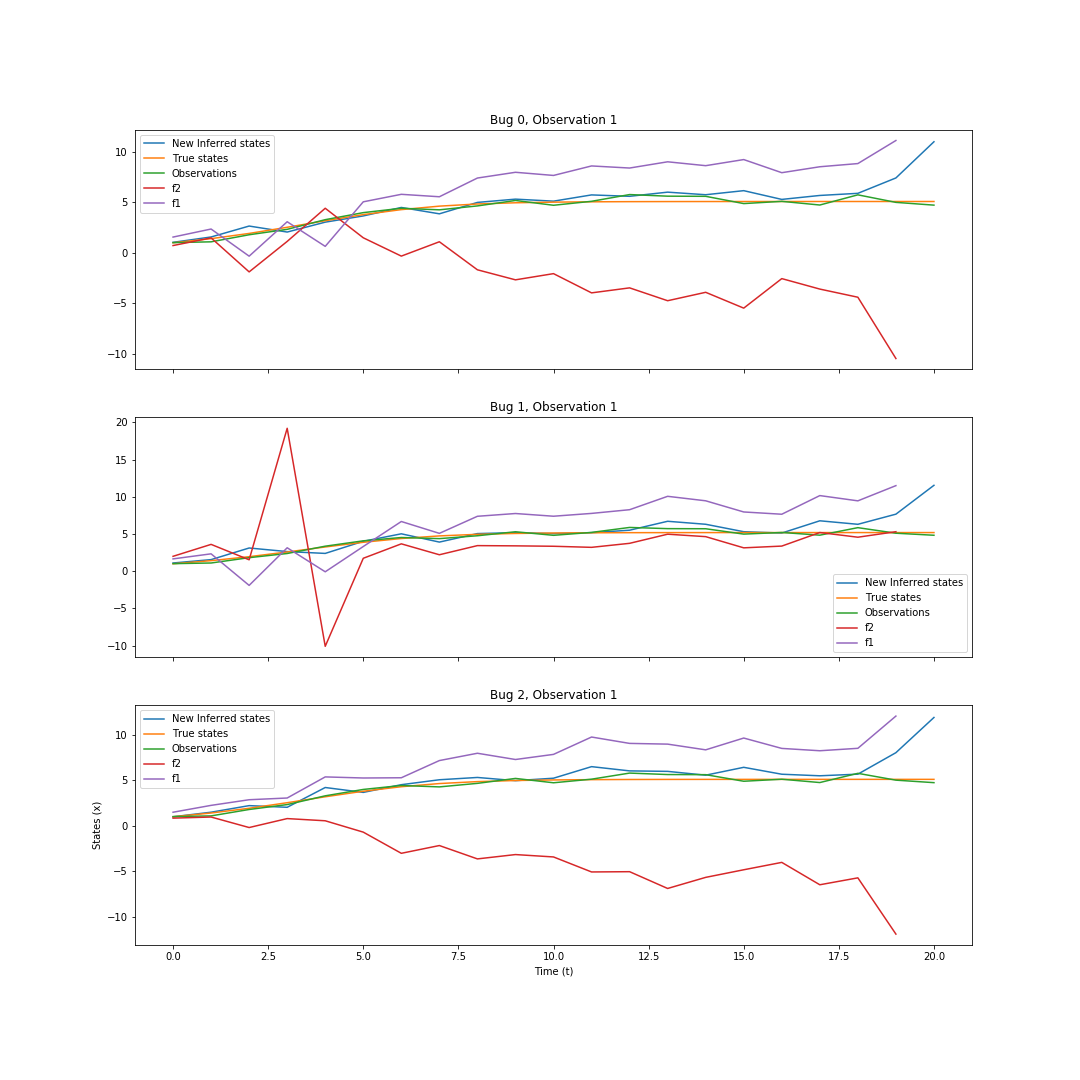 Bug 0, Observation 1
New Inferred states
True states
Observations
f2
f1
10
5
0
−5
−10
Bug 1, Observation 1
20
15
10
5
0
−5
−10
New Inferred states
True states
Observations
f2
f1
Bug 2, Observation 1
New Inferred states
True states
Observations
f2
f1
10
5
0
−5
−10
States (x)
0.0 2.5 5.0 7.5 10.0 12.5 15.0 17.5 20.0
Time (t)